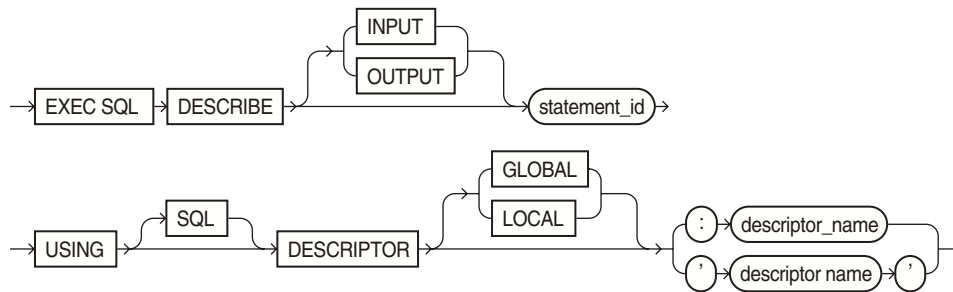 INPUT
OUTPUT
EXEC SQL DESCRIBE statement_id
GLOBAL
SQL LOCAL
USING DESCRIPTOR : descriptor_name
' descriptor name '